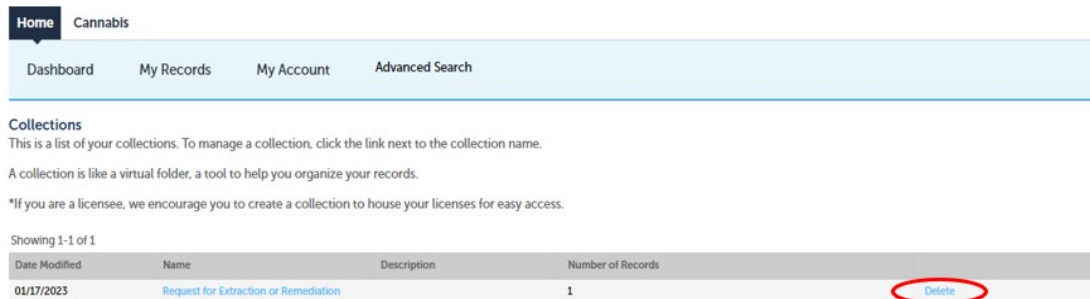 Home Cannabis
Dashboard My Records My Account Advanced Search
Collections
This is a list of your collections. To manage a collection, click the link next to the collection name.
A collection is like a virtual folder, a tool to help you organize your records.
*If you are a licensee, we encourage you to create a collection to house your licenses for easy access.
Showing 1-1 of 1
Date Modified Name Description Number of Records
01/17/2023 Request for Extraction or Remediation 1 Delete